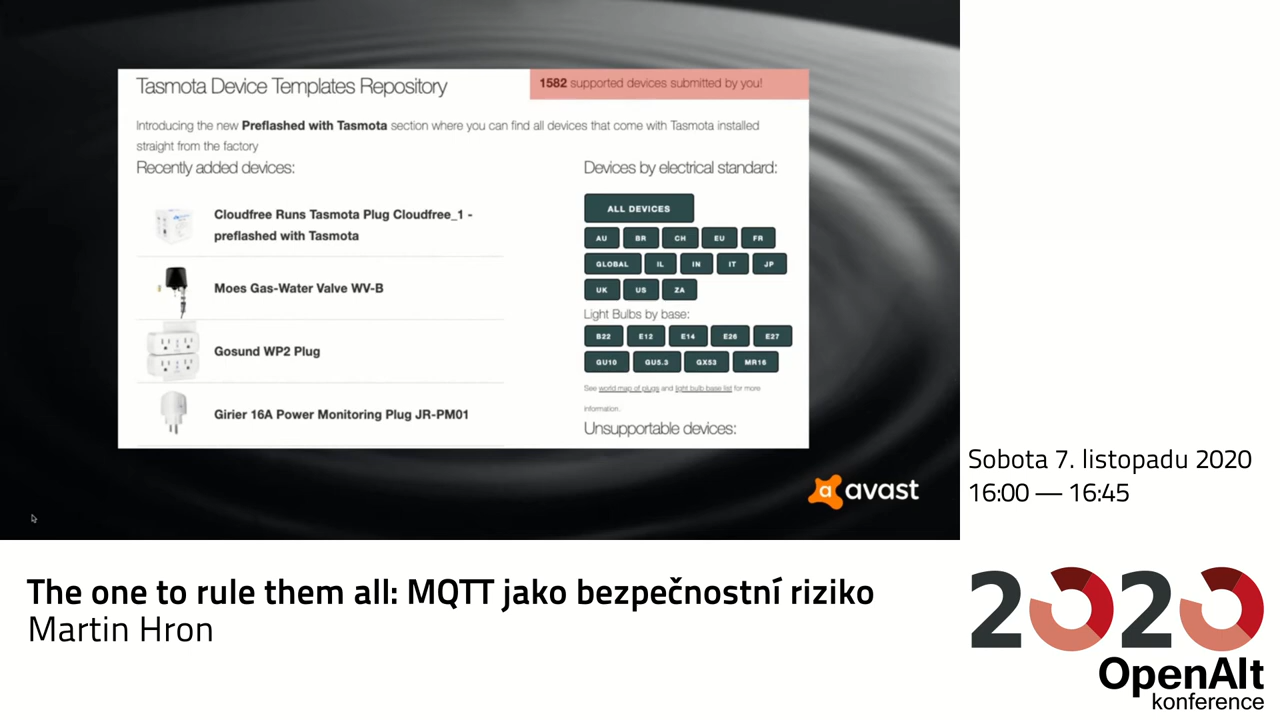 Tasmota Device Templates Repository
1582 supported devices submitted by you!
Introducing the new Preflashed with Tasmota section where you can find all devices that come with Tasmota installed
straight from the factory
Recently added devices:
Cloudfree Runs Tasmota Plug Cloudfree_1 -
preflashed with Tasmota
Moes Gas-Water Valve WV-B
Gosund WP2 Plug
Girier 16A Power Monitoring Plug JR-PM01
Devices by electrical standard:
ALL DEVICES
AU BR CH EU FR
GLOBAL IL IN IT JP
UK US ZA
Light Bulbs by base:
B22 E12 E14 E26 E27
GU10 GU5.3 GX53 MR16
See world map of plugs and light bulb base list for more
information.
Unsupportable devices:
avast
Sobota 7. listopadu 2020
16:00 — 16:45
The one to rule them all: MQTT jako bezpečnostní riziko
Martin Hron
2020
OpenAlt
konference